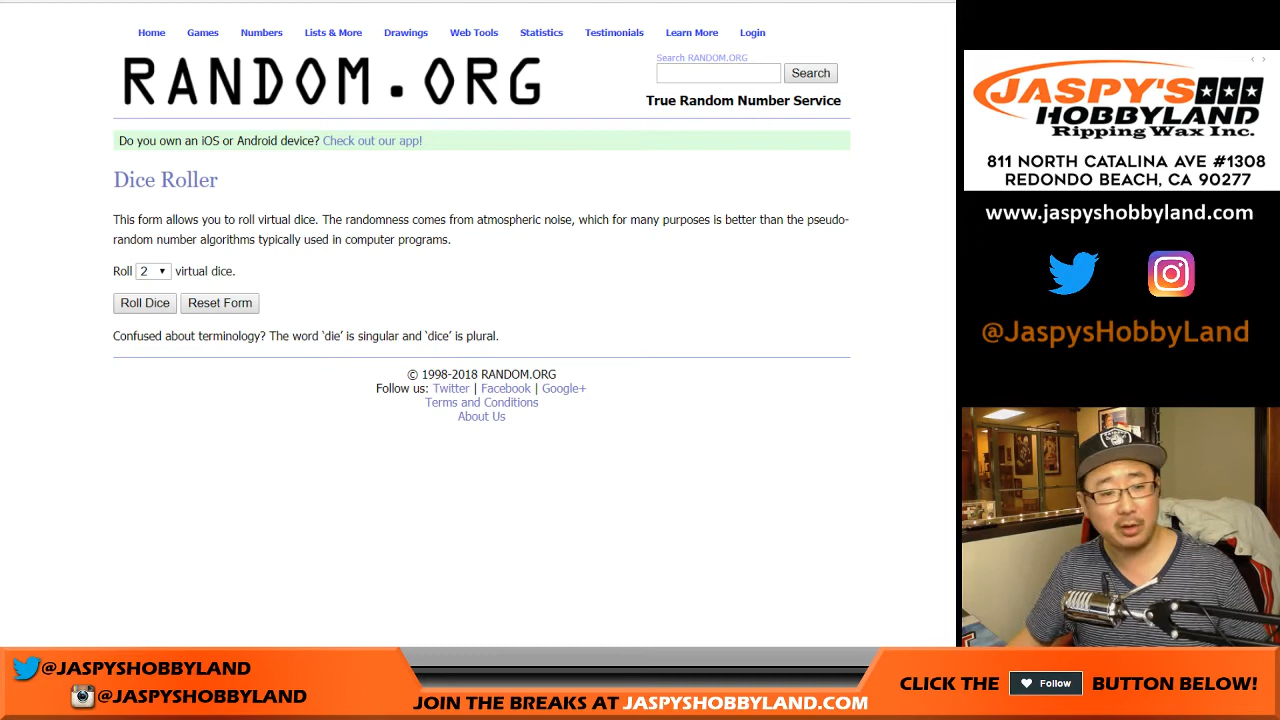 Home Games Numbers Lists & More Drawings Web Tools Statistics Testimonials Learn More Login
RANDOM.ORG
Search RANDOM.ORG
Search
True Random Number Service
Do you own an iOS or Android device? Check out our app!
Dice Roller
This form allows you to roll virtual dice. The randomness comes from atmospheric noise, which for many purposes is better than the pseudo-
random number algorithms typically used in computer programs.
Roll 2 virtual dice.
Roll Dice Reset Form
Confused about terminology? The word ‘die’ is singular and ‘dice’ is plural.
© 1998-2018 RANDOM.ORG
Follow us: Twitter | Facebook | Google+
Terms and Conditions
About Us
JASPY'S
HOBBYLAND
Ripping Wax Inc.
811 NORTH CATALINA AVE #1308
REDONDO BEACH, CA 90277
www.jaspyshobbyland.com
@JaspysHobbyLand
@JASPYSHOBBYLAND
@JASPYSHOBBYLAND
JOIN THE BREAKS AT JASPYSHOBBYLAND.COM
CLICK THE Follow BUTTON BELOW!